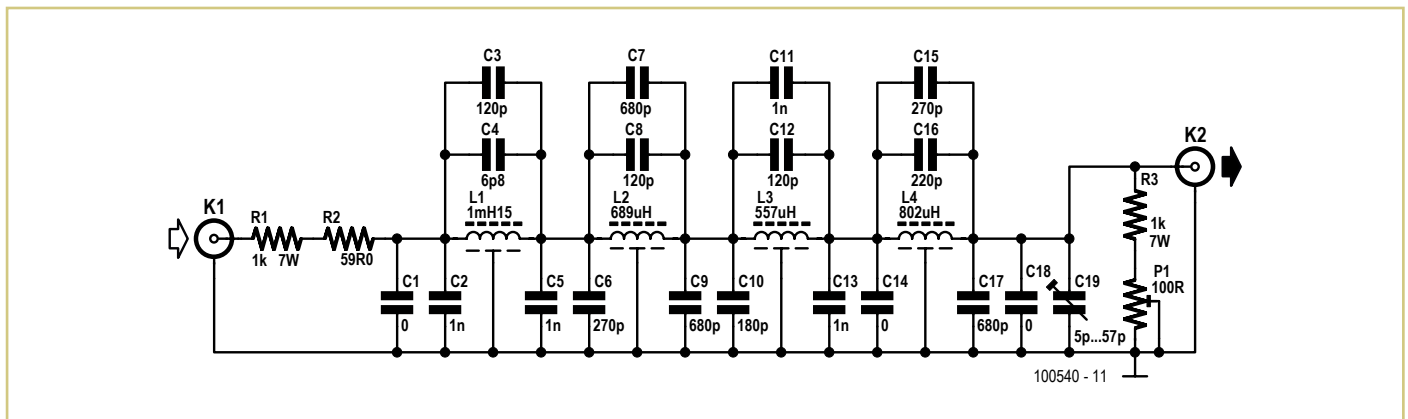 C3
120p
C4
6p8
L1
1mH15
C7
680p
C8
120p
L2
689uH
C11
1n
C12
120p
L3
557uH
C15
270p
C16
220p
L4
802uH
K1
R1
1k 7W
R2
59R0
C1
0
C2
1n
C5
1n
C6
270p
C9
680p
C10
180p
C13
1n
C14
0
C17
680p
C18
0
C19
5p...57p
K2
R3
1k
7W
P1
100R
100540 - 11